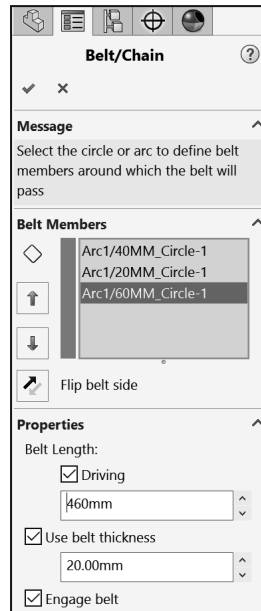 Belt/Chain
?
Message
Select the circle or arc to define belt
members around which the belt will
pass
Belt Members
Arc1/40MM_Circle-1
Arc1/20MM_Circle-1
Arc1/60MM_Circle-1
Flip belt side
Properties
Belt Length:
Driving
460mm
Use belt thickness
20.00mm
Engage belt